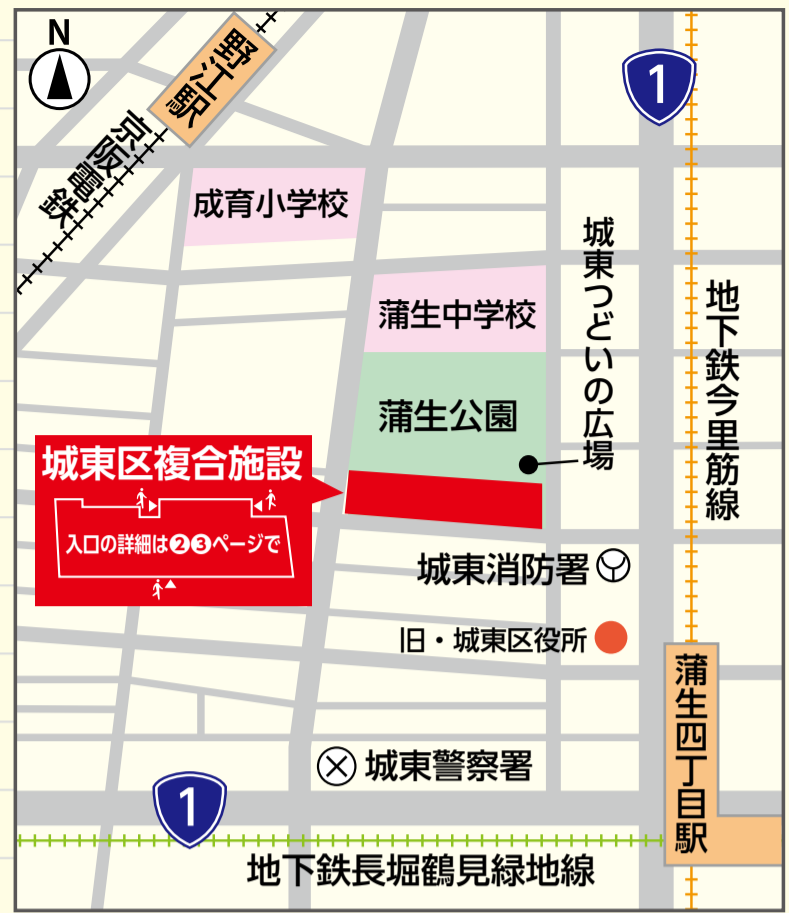 N
野江駅
1
京阪電鉄
成育小学校
城東つどいの広場
蒲生中学校
地下鉄今里筋線
蒲生公園
城東区複合施設
入口の詳細は❷❸ページで
城東消防署
旧・城東区役所
蒲生四丁目駅
城東警察署
1
地下鉄長堀鶴見緑地線